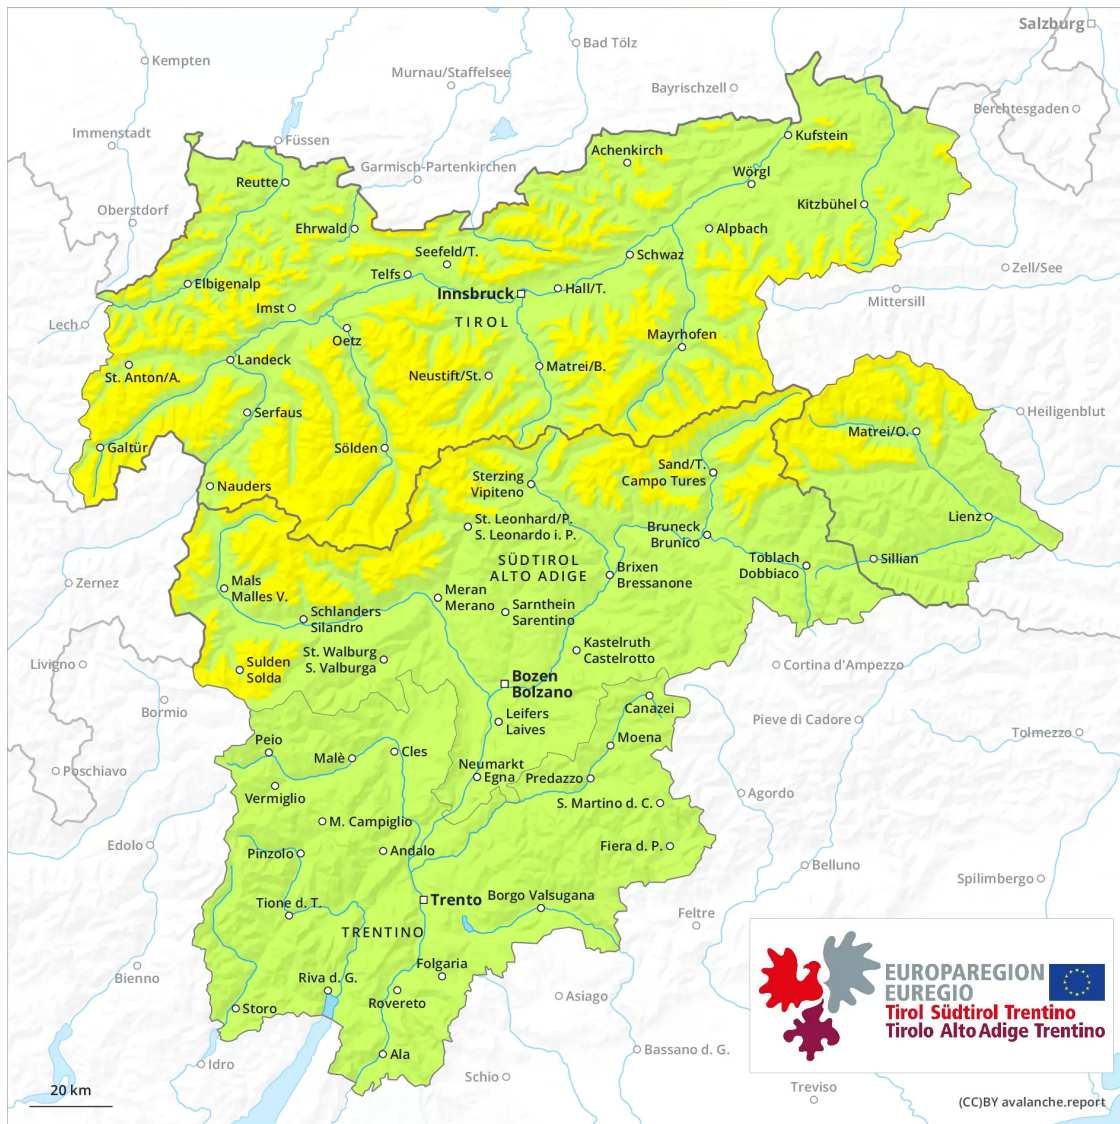 Salzburg
Bad Tölz
Kempten
Murnau/Staffelsee
Bayrischzell
Berchtesgaden
Immenstadt
Füssen
Kufstein
Achenkirch
Garmisch-Partenkirchen
Wörgl
Reutte
Oberstdorf
Kitzbühel
Ehrwald
Alpbach
Seefeld/T.
Schwaz
Zell/See
Telfs
Elbigenalp
Hall/T.
Innsbruck
Mittersill
Imst
TIROL
Lech
Mayrhofen
Oetz
Landeck
Matrei/B.
St. Anton/A.
Neustift/St.
Serfaus
Heiligenblut
Matrei/O.
Galtür
Sölden
Sand/T.
Campo Tures
Sterzing
Vipiteno
Nauders
Lienz
St. Leonhard/P.
S. Leonardo i. P.
Bruneck
Brunico
SÜDTIROL
ALTO ADIGE
Toblach
Dobbiaco
Sillian
Brixen
Bressanone
Zernez
Mals
Malles V.
Meran
Merano
Sarnthein
Sarentino
Schlanders
Silandro
Kastelruth
Castelrotto
St. Walburg
S. Valburga
Livigno
Sulden
Solda
Cortina d'Ampezzo
Bozen
Bolzano
Bormio
Canazei
Leifers
Laives
Pieve di Cadore
Tolmezzo
Peio
Moena
Cles
Malè
Poschiavo
Neumarkt
Egna
Predazzo
Vermiglio
Agordo
S. Martino d. C.
M. Campiglio
Edolo
Fiera d. P.
Andalo
Pinzolo
Belluno
Spilimbergo
Trento
Borgo Valsugana
Tione d. T.
Feltre
TRENTINO
Folgaria
Bienno
Riva d. G.
Rovereto
Asiago
Storo
EUROPAREGION
EUREGIO
Tirol Südtirol Trentino
Tirolo Alto Adige Trentino
Ala
Bassano d. G.
Idro
Schio
Treviso
20 km
(CC)BY avalanche.report